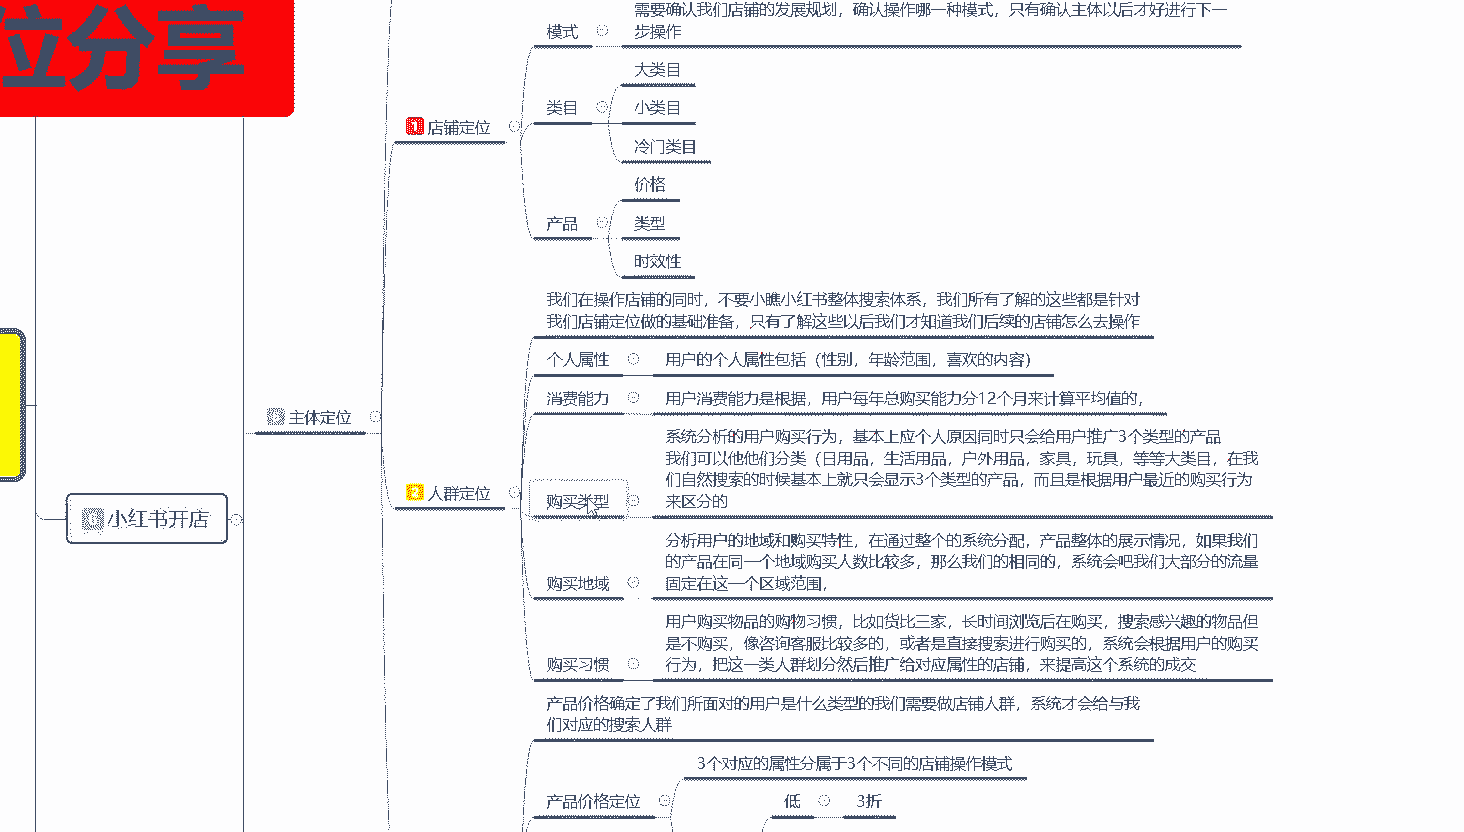 位分享
需要确认我们店铺的发展规划，确认操作哪一种模式，只有确认主体以后才好进行下一
步操作
模式
大类目
类目
小类目
冷门类目
1 店铺定位
价格
产品
类型
时效性
我们在操作店铺的同时，不要小瞧小红书整体搜索体系，我们所有了解的这些都是针对
我们店铺定位做的基础准备，只有了解这些以后我们才知道我们后续的店铺怎么去操作
个人属性
用户的个人属性包括（性别，年龄范围，喜欢的内容）
消费能力
用户消费能力是根据，用户每年总购买能力分12个月来计算平均值的，
主体定位
系统分析的用户购买行为，基本上应个人原因同时只会给用户推广3个类型的产品
我们可以他他们分类（日用品，生活用品，户外用品，家具，玩具，等等大类目，在我
们自然搜索的时候基本上就只会显示3个类型的产品，而且是根据用户最近的购买行为
来区分的
2 人群定位
购买类型
小红书开店
分析用户的地域和购买特性，在通过整个的系统分配，产品整体的展示情况，如果我们
的产品在同一个地域购买人数比较多，那么我们的相同的，系统会吧我们大部分的流量
固定在这一个区域范围，
购买地域
用户购买物品的购物习惯，比如货比三家，长时间浏览后在购买，搜索感兴趣的物品但
是不购买，像咨询客服比较多的，或者是直接搜索进行购买的，系统会根据用户的购买
行为，把这一类人群划分然后推广给对应属性的店铺，来提高这个系统的成交
购买习惯
产品价格确定了我们所面对的用户是什么类型的我们需要做店铺人群，系统才会给与我
们对应的搜索人群
3个对应的属性分属于3个不同的店铺操作模式
产品价格定位
低
3折